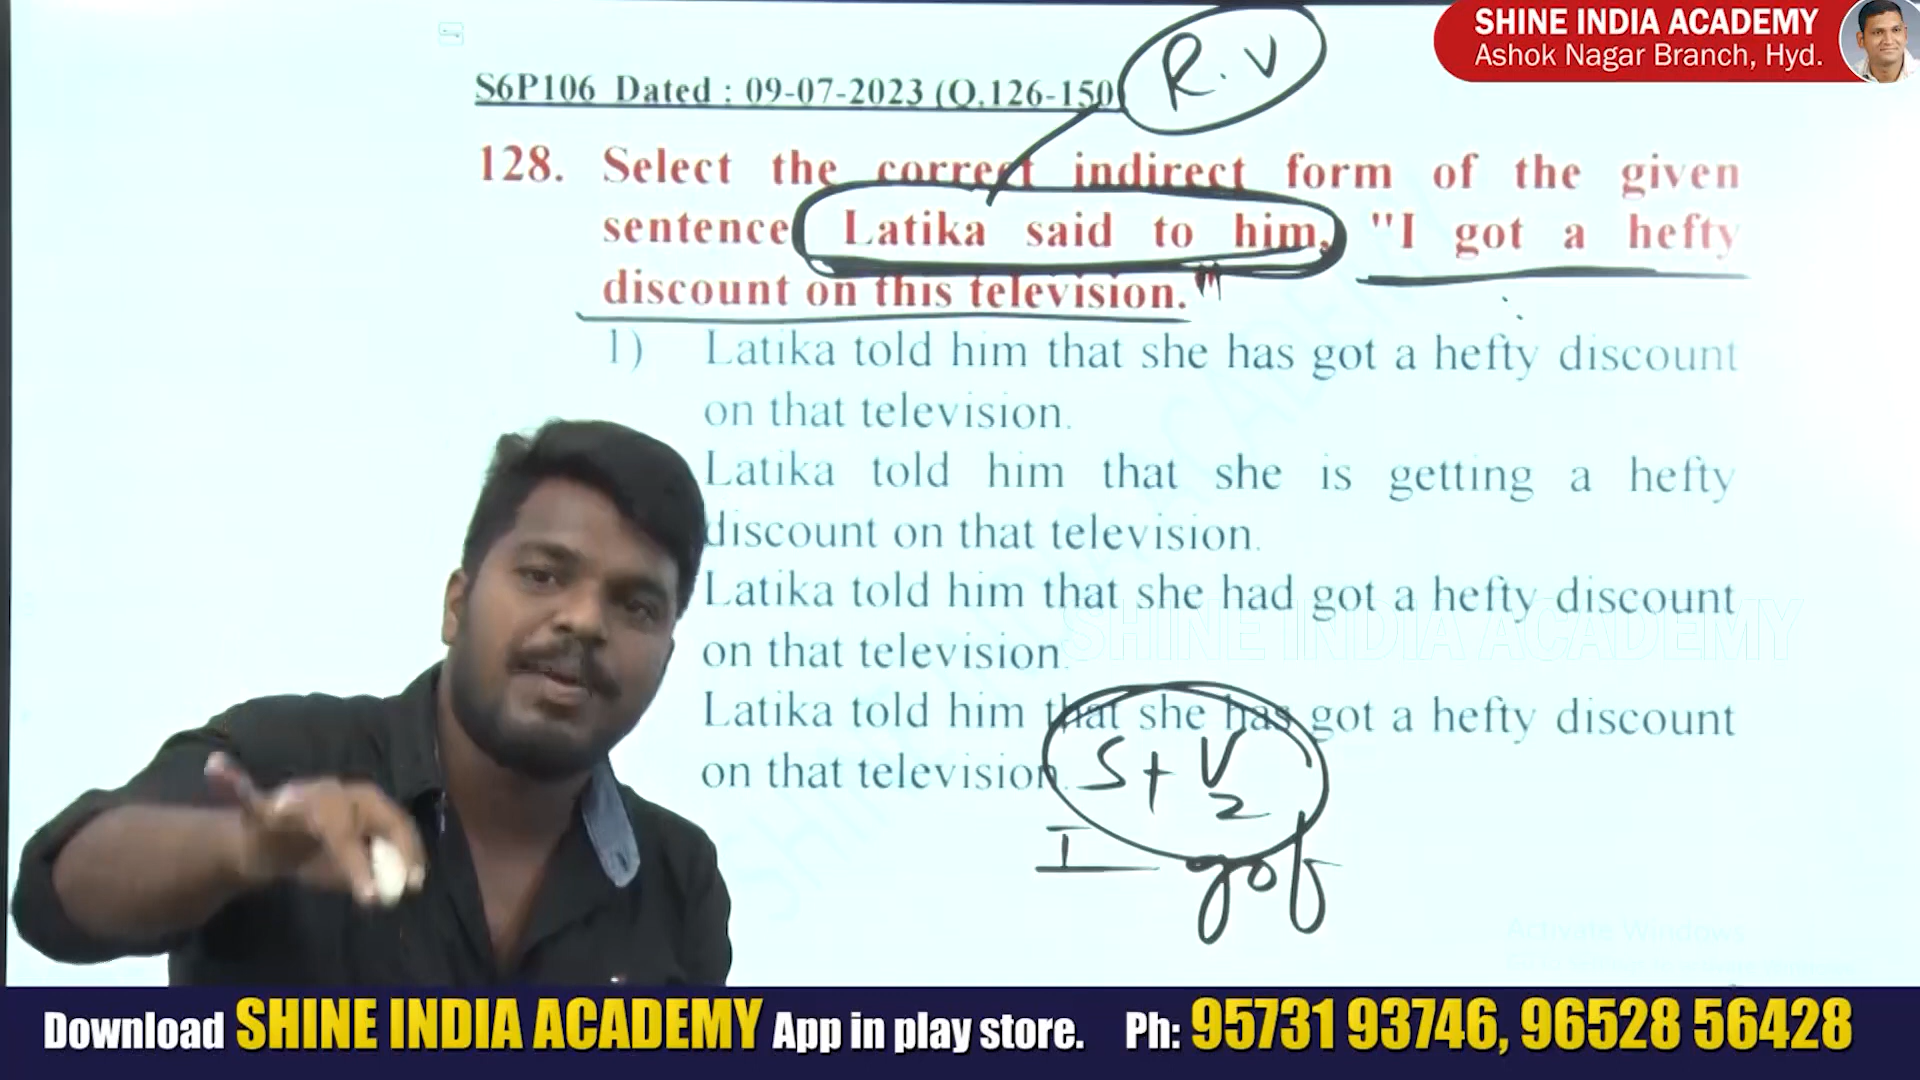 SHINE INDIA ACADEMY
Ashok Nagar Branch, Hyd.
R.V
S6P106 Dated : 09-07-2023 (Q.126-150
128. Select the correct indirect form of the given
sentence Latika said to him, "I got a hefty
discount on this television."
1) Latika told him that she has got a hefty discount
on that television.
Latika told him that she is getting a hefty
discount on that television.
Latika told him that she had got a hefty discount
on that television.
SHINE INDIA ACADEMY
Latika told him that she has got a hefty discount
on that television.
S+V2
I got
Activate Windows
Download SHINE INDIA ACADEMY App in play store. Ph: 95731 93746, 96528 56428